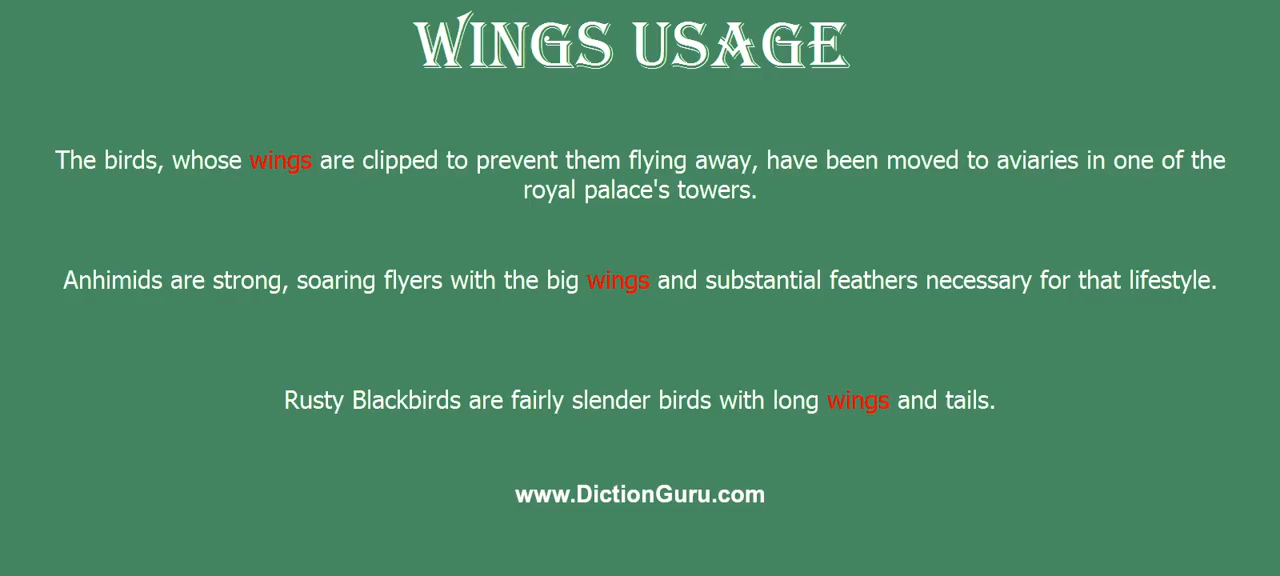 WINGS USAGE
The birds, whose wings are clipped to prevent them flying away, have been moved to aviaries in one of the
royal palace's towers.
Anhimids are strong, soaring flyers with the big wings and substantial feathers necessary for that lifestyle.
Rusty Blackbirds are fairly slender birds with long wings and tails.
www.DictionGuru.com